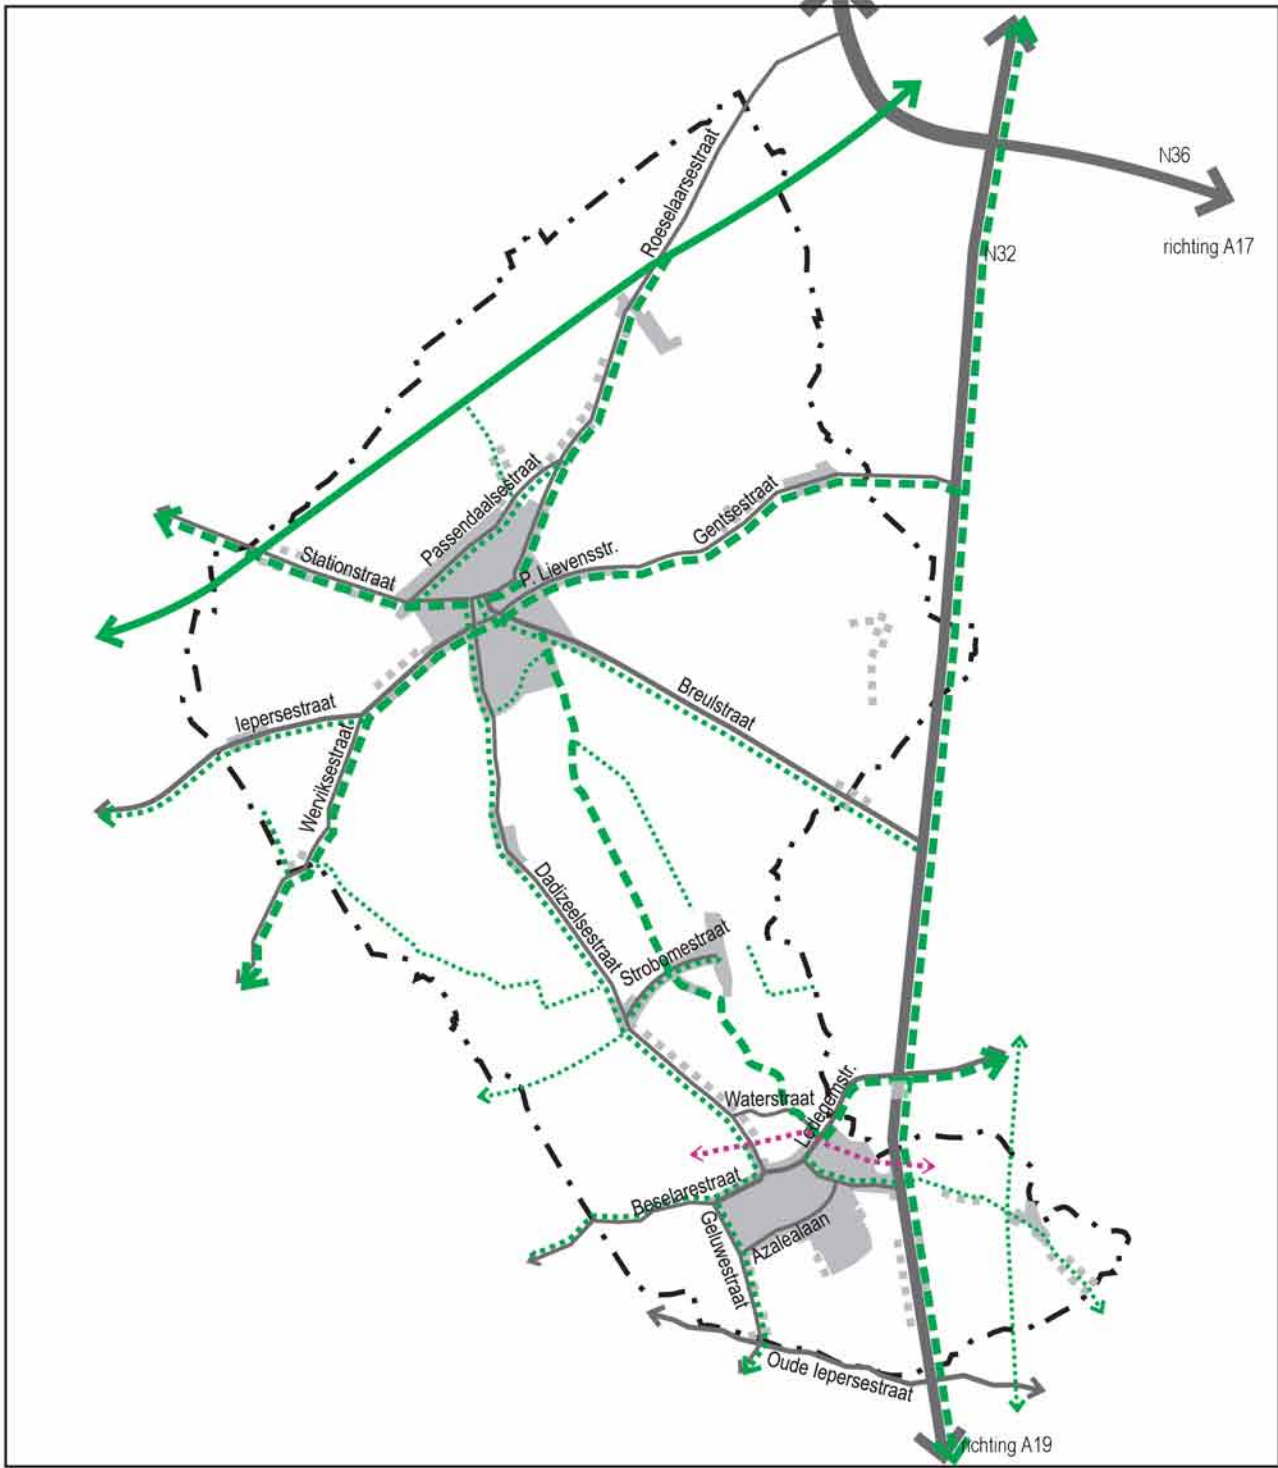 N36
Roeselaarsestraat
richting A17
N32
Passendaalsestraat
Gentsestraat
Stationstraat
P. Lievensstr.
Iepersestraat
Breulstraat
Werviksestraat
Dadizeelsestraat
Strobomestraat
Waterstraat
Ledegemstr.
Beselarestraat
Geluwestraat
Azalealaan
Oude Iepersestraat
richting A19